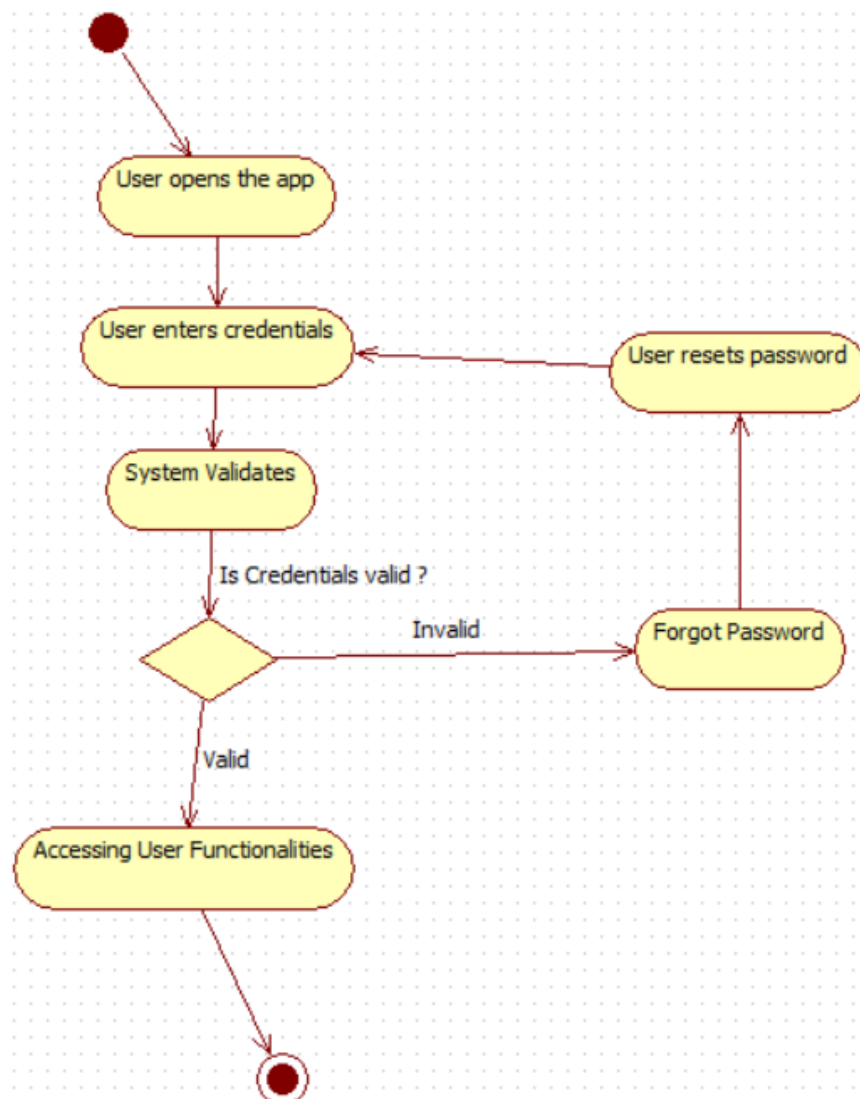 User opens the app
User enters credentials
User resets password
System Validates
Is Credentials valid ?
Invalid
Forgot Password
Valid
Accessing User Functionalities